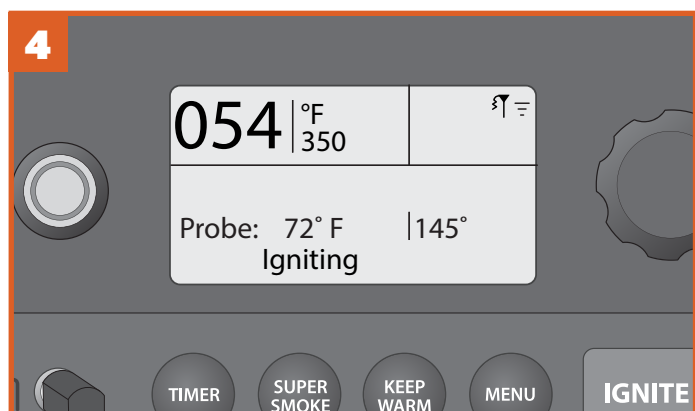 4
054 °F
350
Probe: 72° F 145°
Igniting
TIMER
SUPER
SMOKE
KEEP
WARM
MENU
IGNITE